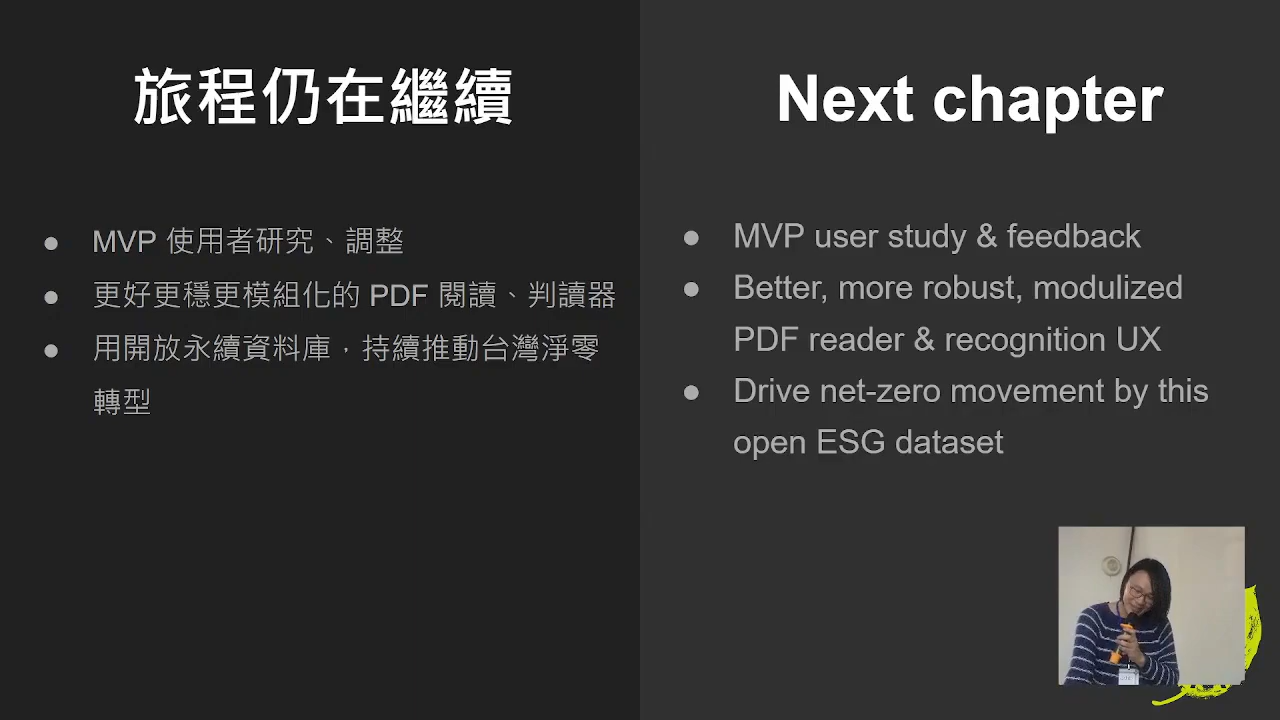 旅程仍在繼續
● MVP 使用者研究、調整
● 更好更穩更模組化的 PDF 閱讀、判讀器
● 用開放永續資料庫，持續推動台灣淨零
轉型
Next chapter
● MVP user study & feedback
● Better, more robust, modulized
PDF reader & recognition UX
● Drive net-zero movement by this
open ESG dataset